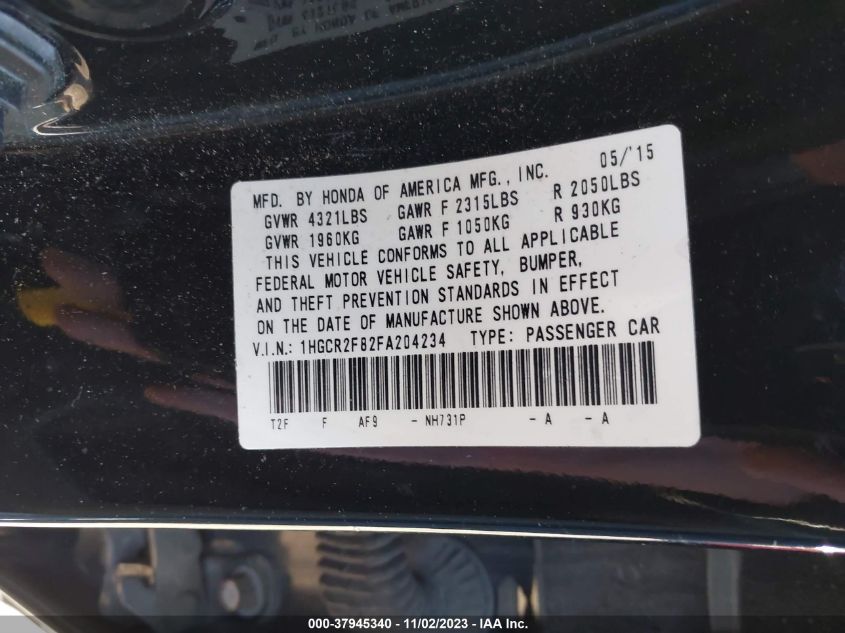 MFD. BY HONDA OF AMERICA MFG., INC. 05/'15
GVWR 4321LBS GAWR F 2315LBS R 2050LBS
GVWR 1960KG GAWR F 1050KG R 930KG
THIS VEHICLE CONFORMS TO ALL APPLICABLE
FEDERAL MOTOR VEHICLE SAFETY, BUMPER,
AND THEFT PREVENTION STANDARDS IN EFFECT
ON THE DATE OF MANUFACTURE SHOWN ABOVE.
V.I.N.: 1HGCR2F82FA204234 TYPE: PASSENGER CAR
T2F F AF9 - NH731P - A - A
000-37945340 - 11/02/2023 - IAA Inc.